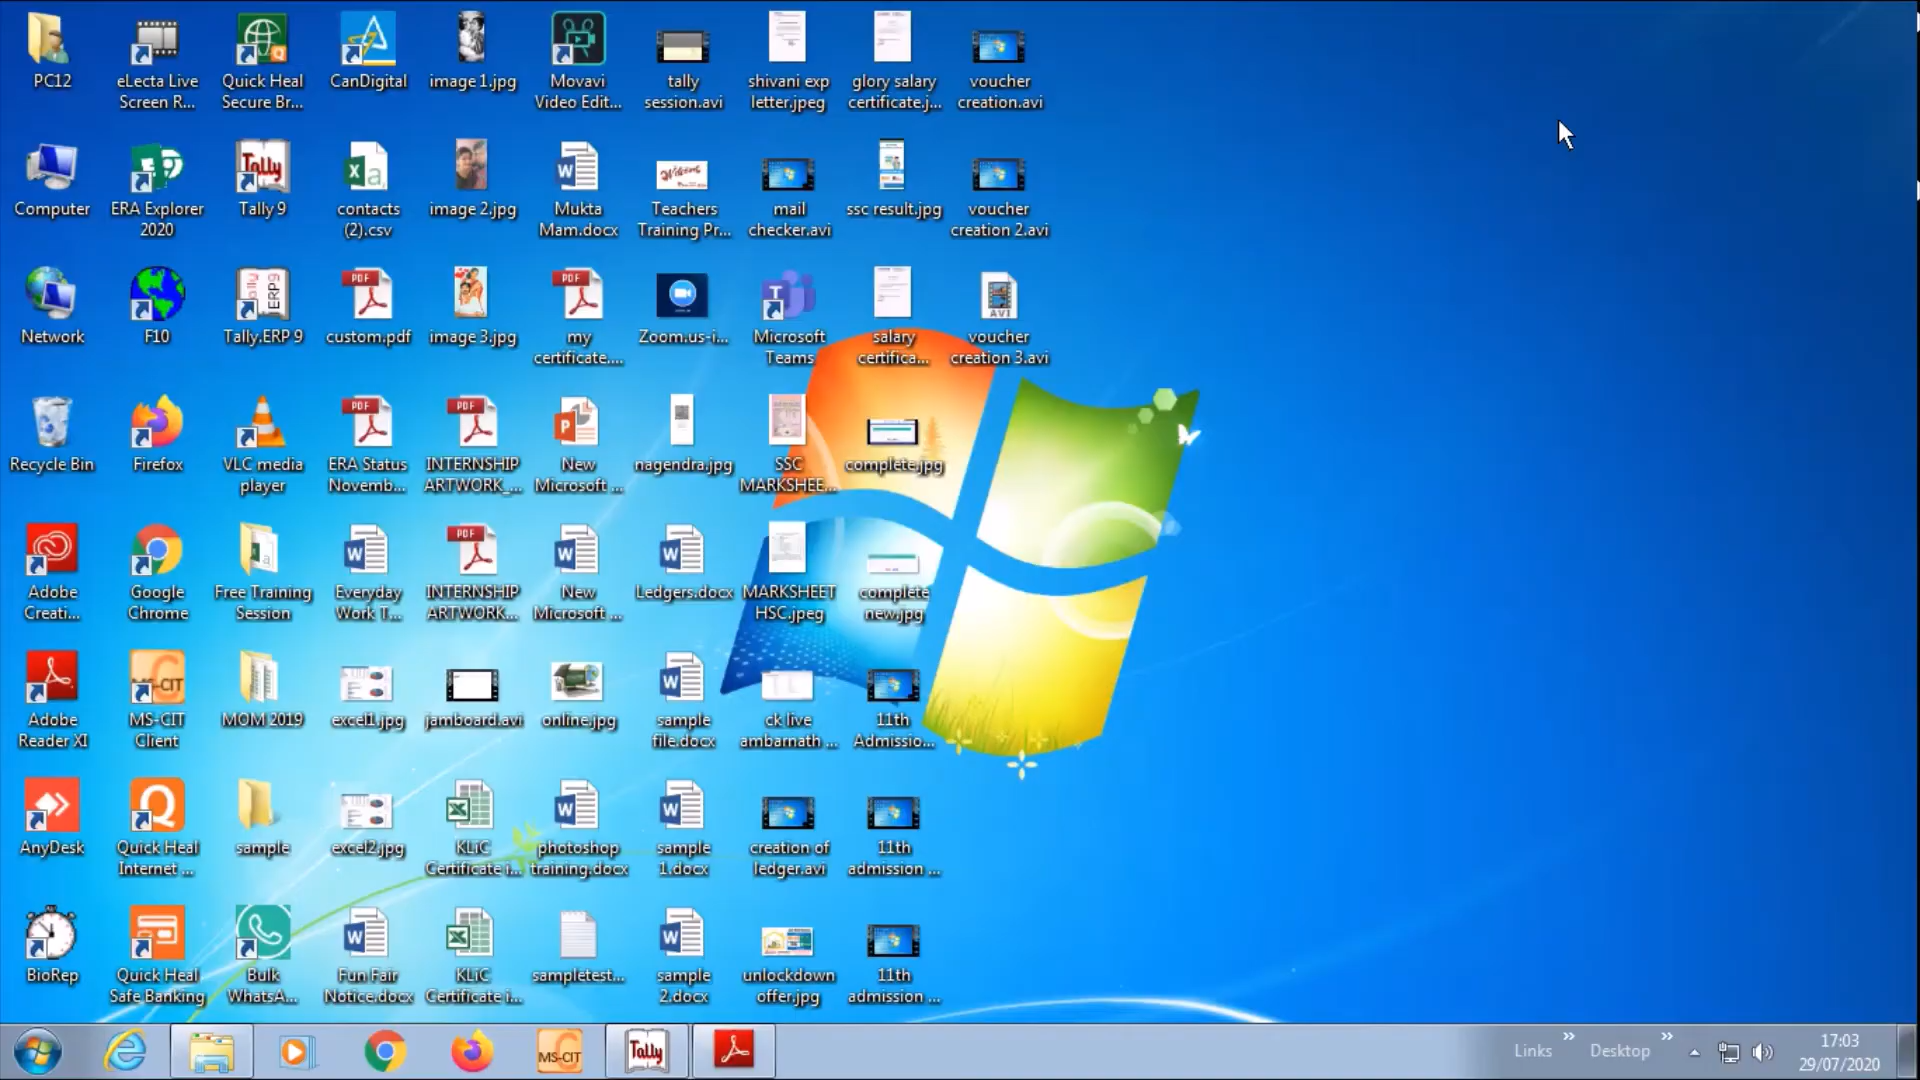 PC12
eLecta Live
Screen R...
Quick Heal
Secure Br...
CanDigital
image 1.jpg
Movavi
Video Edit...
tally
session.avi
shivani exp
letter.jpeg
glory salary
certificate.j...
voucher
creation.avi
Computer
ERA Explorer
2020
Tally
Tally 9
contacts
(2).csv
image 2.jpg
Mukta
Mam.docx
Teachers
Training Pr...
mail
checker.avi
ssc result.jpg
voucher
creation 2.avi
Network
F10
Tally.ERP 9
PDF
custom.pdf
image 3.jpg
PDF
my
certificate....
Zoom.us-i...
Microsoft
Teams
salary
certifica...
AVI
voucher
creation 3.avi
Recycle Bin
Firefox
VLC media
player
PDF
ERA Status
Novemb...
PDF
INTERNSHIP
ARTWORK_...
New
Microsoft ...
nagendra.jpg
SSC
MARKSHEE...
complete.jpg
Adobe
Creati...
Google
Chrome
Free Training
Session
Everyday
Work T...
PDF
INTERNSHIP
ARTWORK...
New
Microsoft ...
Ledgers.docx
MARKSHEET
HSC.jpeg
complete
new.jpg
Adobe
Reader XI
MS-CIT
Client
MOM 2019
excel1.jpg
jamboard.avi
online.jpg
sample
file.docx
ck live
ambarnath ...
11th
Admissio...
AnyDesk
Quick Heal
Internet ...
sample
excel2.jpg
KLiC
Certificate i...
photoshop
training.docx
sample
1.docx
creation of
ledger.avi
11th
admission ...
BioRep
Quick Heal
Safe Banking
Bulk
WhatsA...
Fun Fair
Notice.docx
KLiC
Certificate i...
sampletest...
sample
2.docx
unlockdown
offer.jpg
11th
admission ...
MS-CIT
Tally
Links
Desktop
17:03
29/07/2020